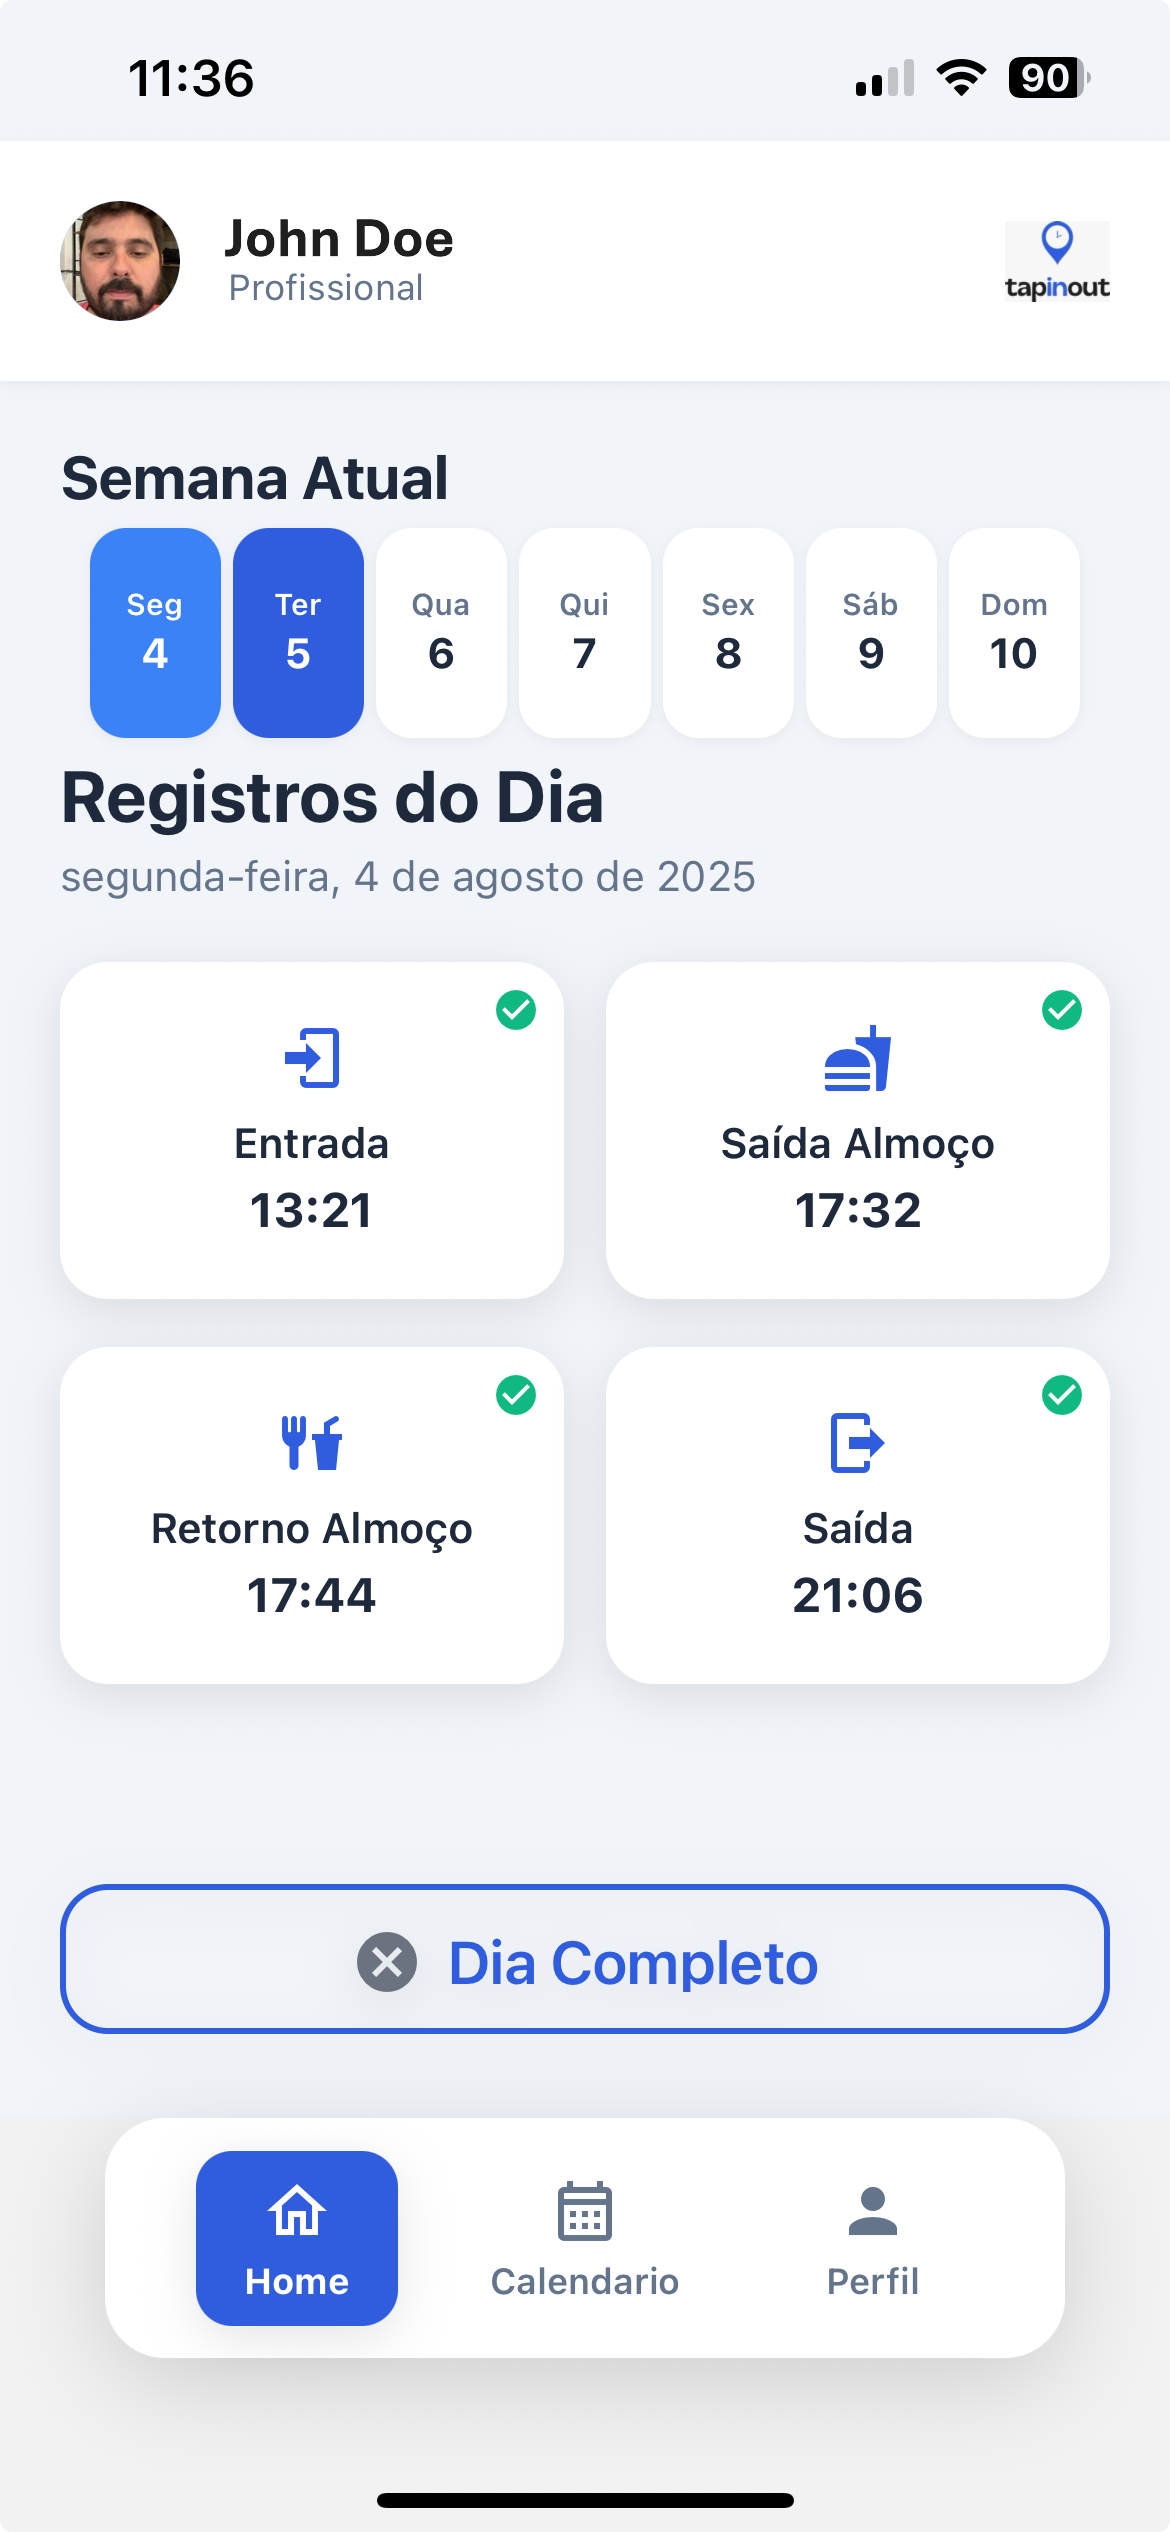 11:36
90
John Doe
Profissional
tapinout
Semana Atual
Seg Ter Qua Qui Sex Sáb Dom
4 5 6 7 8 9 10
Registros do Dia
segunda-feira, 4 de agosto de 2025
Entrada
13:21
Saída Almoço
17:32
Retorno Almoço
17:44
Saída
21:06
Dia Completo
Home Calendario Perfil